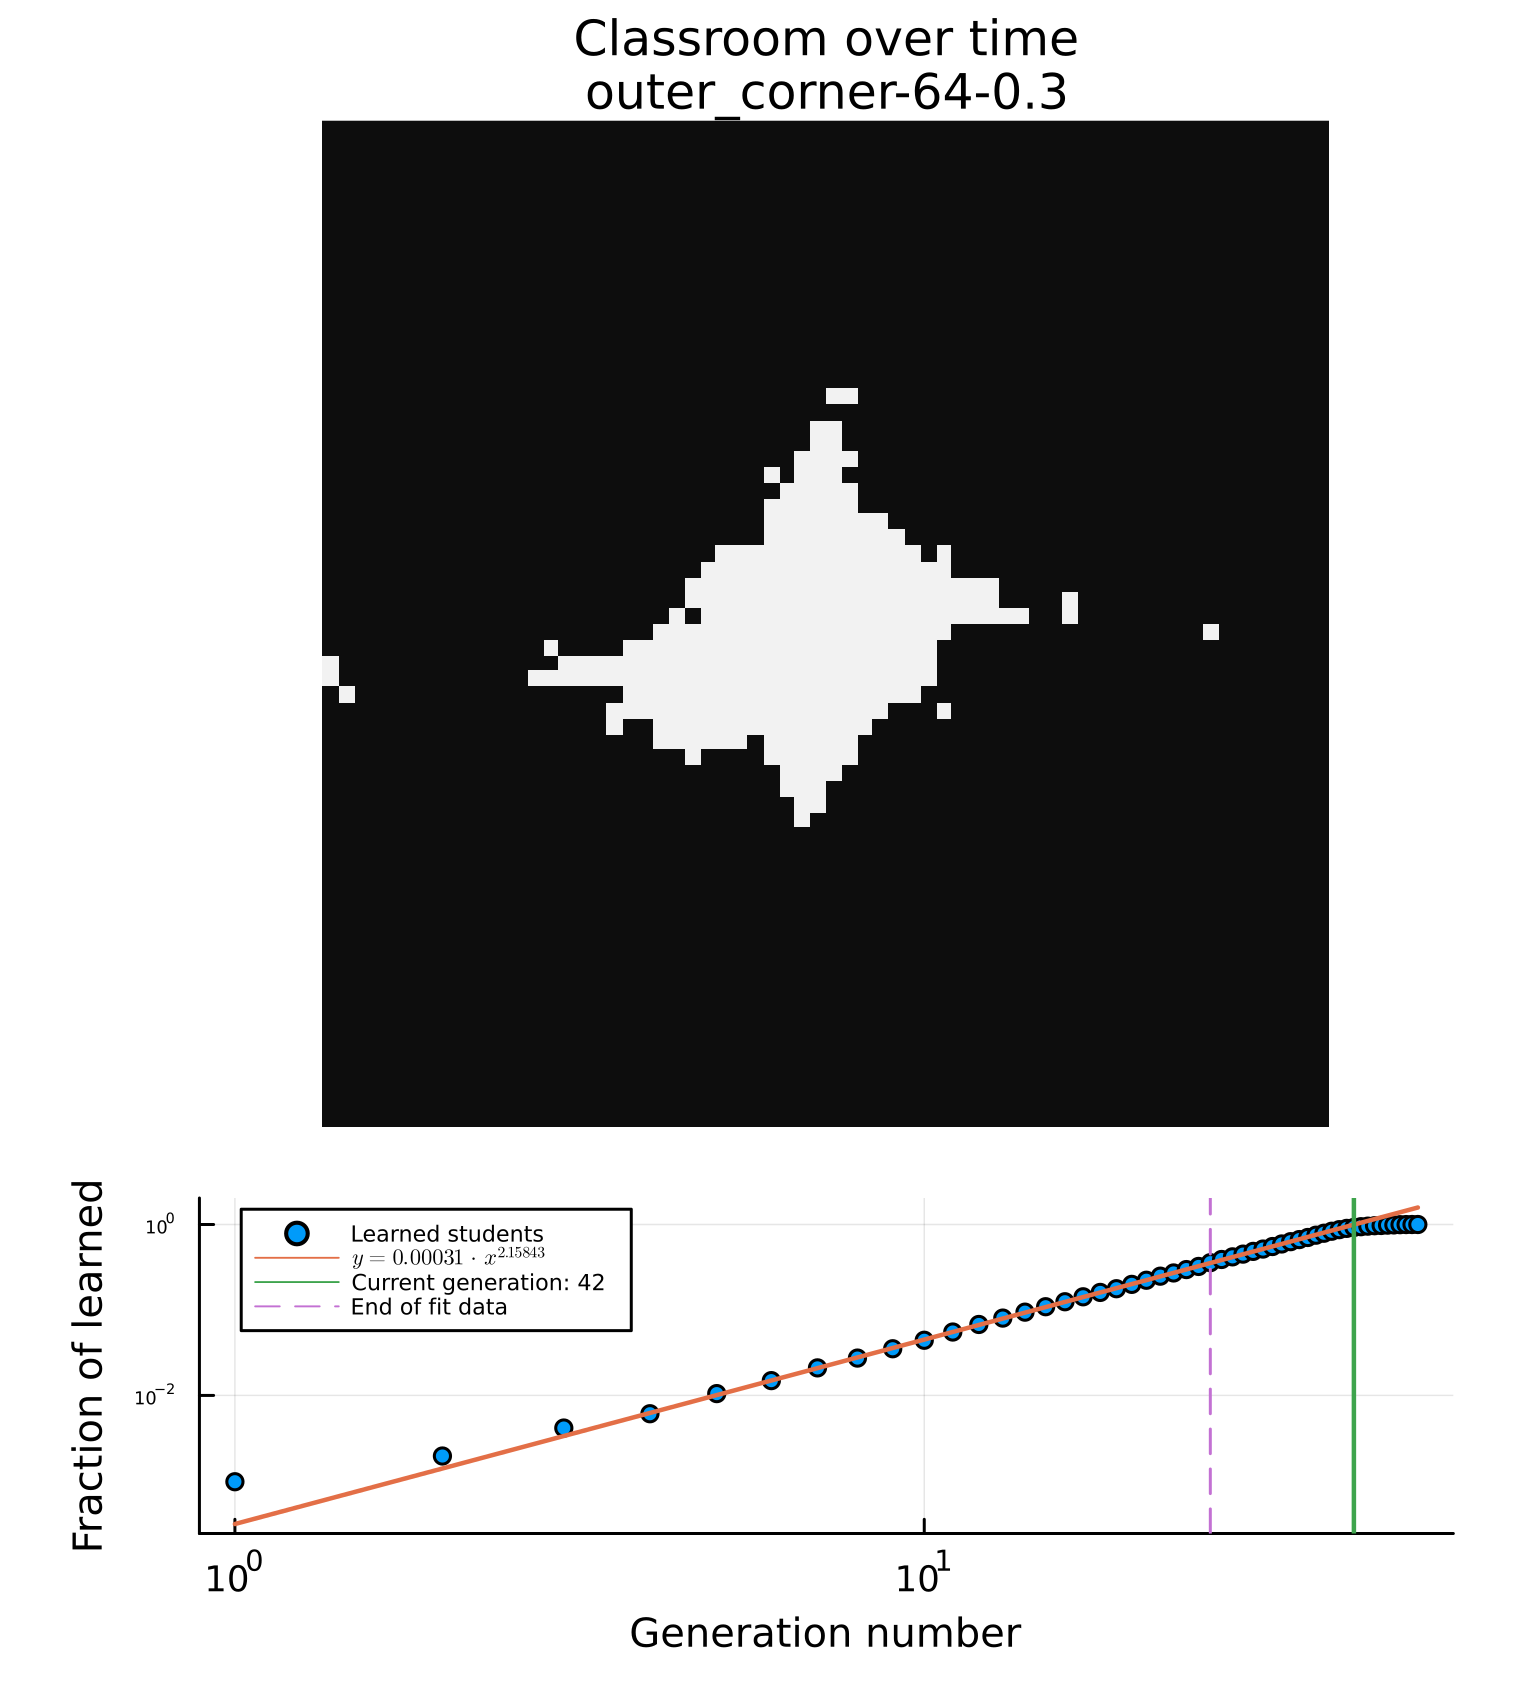 Classroom over time
outer_corner-64-0.3
Fraction of learned
10^0
10^−2
Learned students
y = 0.00031 · x^2.15843
Current generation: 42
End of fit data
10^0
10^1
Generation number